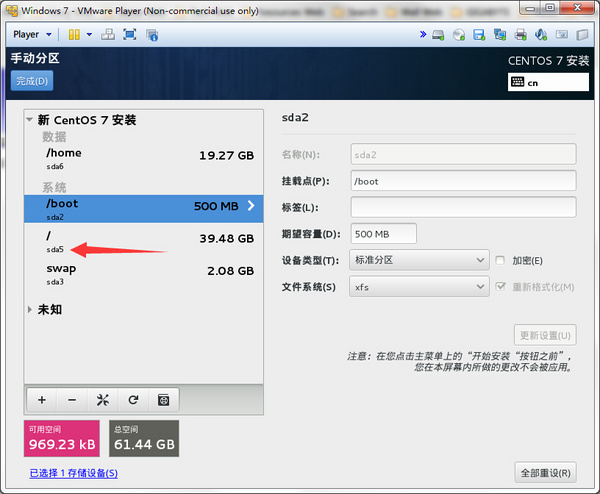 Windows 7 - VMware Player (Non-commercial use only)
Player
手动分区
完成(D)
CENTOS 7 安装
cn
新 CentOS 7 安装
数据
/home
19.27 GB
sda6
系统
/boot
500 MB
sda2
/
39.48 GB
sda5
swap
2.08 GB
sda3
未知
可用空间
969.23 kB
总空间
61.44 GB
已选择 1 存储设备(S)
sda2
名称(N):
sda2
挂载点(P):
/boot
标签(L):
期望容量(D):
500 MB
设备类型(T):
标准分区
加密(E)
文件系统(S)
xfs
重新格式化(M)
更新设置(U)
注意：在您点击主菜单上的“开始安装“按钮之前”，
您在本屏幕内所做的更改不会被应用。
全部重设(R)